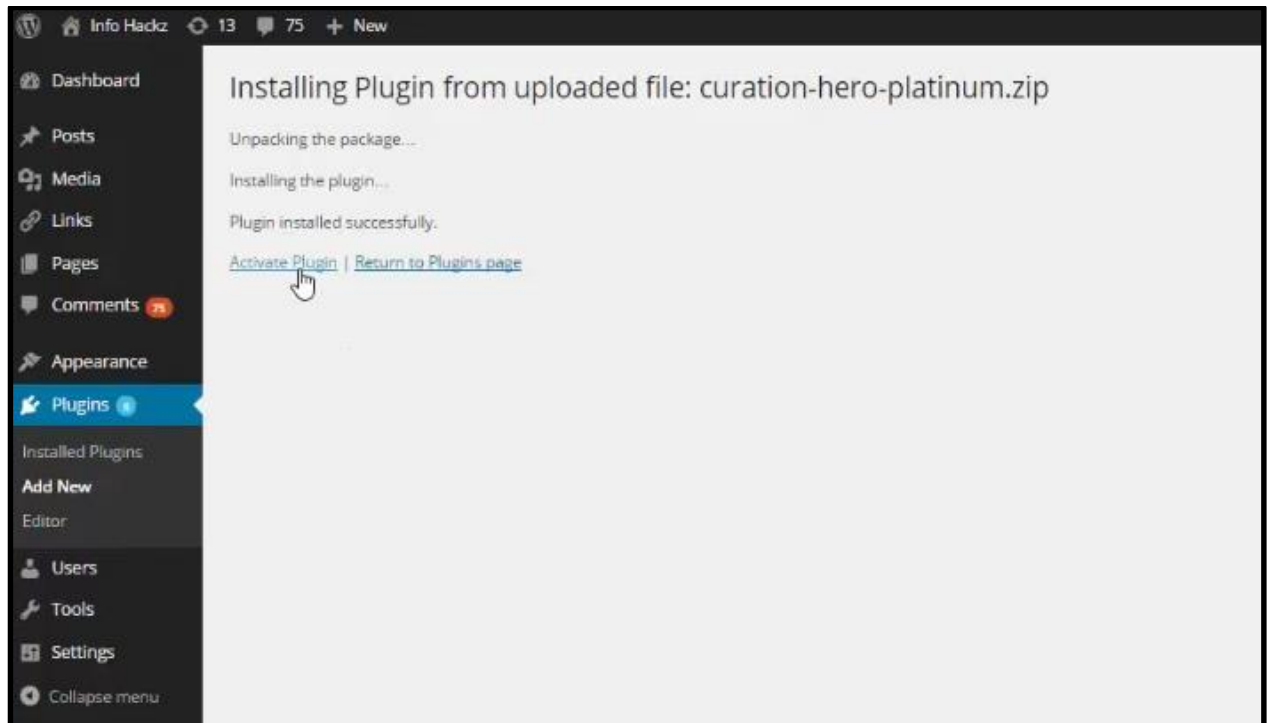 Info Hackz 13 75 + New
Dashboard
Installing Plugin from uploaded file: curation-hero-platinum.zip
Posts
Unpacking the package...
Media
Installing the plugin...
Links
Plugin installed successfully.
Pages
Activate Plugin | Return to Plugins page
Comments 75
Appearance
Plugins
Installed Plugins
Add New
Editor
Users
Tools
Settings
Collapse menu